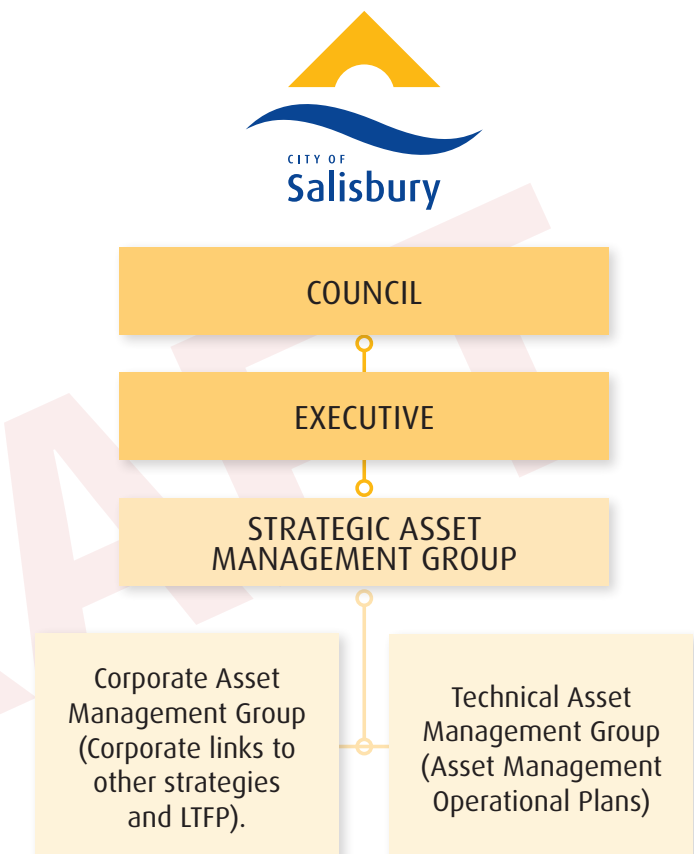 CITY OF
Salisbury
COUNCIL
EXECUTIVE
STRATEGIC ASSET
MANAGEMENT GROUP
Corporate Asset
Management Group
(Corporate links to
other strategies
and LTFP).
Technical Asset
Management Group
(Asset Management
Operational Plans)